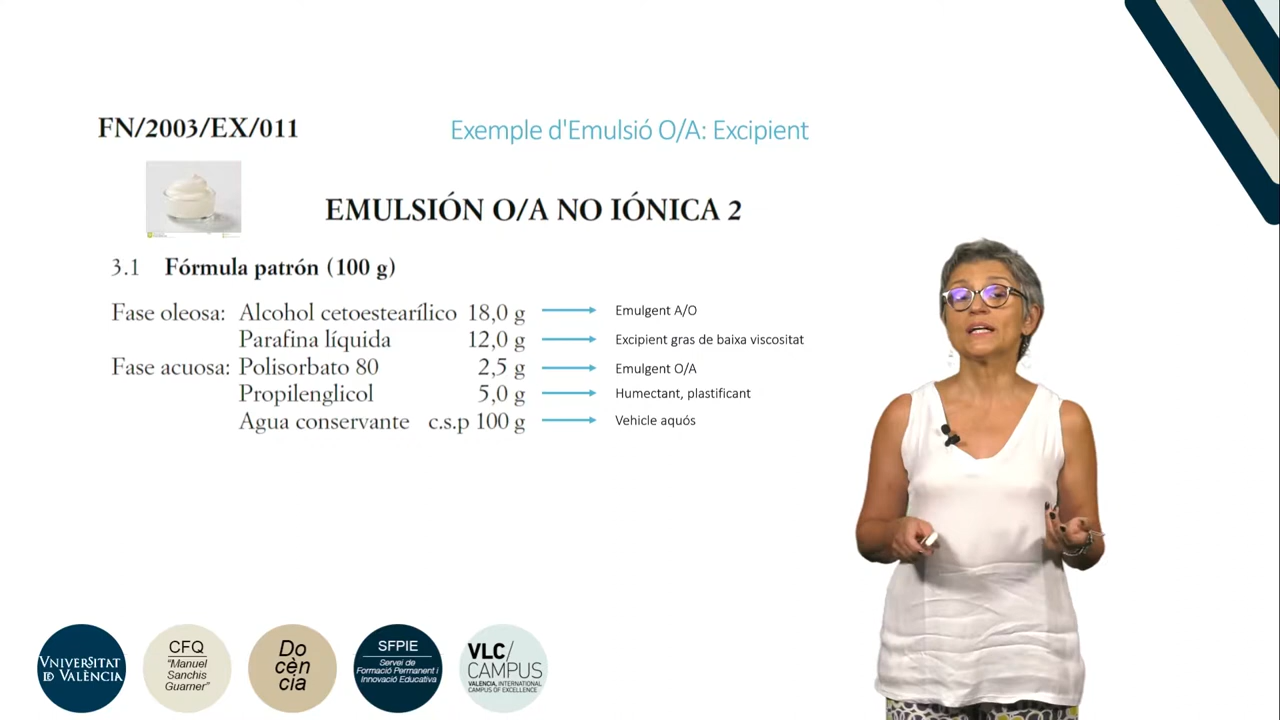 FN/2003/EX/011
Exemple d'Emulsió O/A: Excipient
EMULSIÓN O/A NO IÓNICA 2
3.1 Fórmula patrón (100 g)
Fase oleosa: Alcohol cetoestearílico 18,0 g Emulgent A/O
Parafina líquida 12,0 g Excipient gras de baixa viscositat
Fase acuosa: Polisorbato 80 2,5 g Emulgent O/A
Propilenglicol 5,0 g Humectant, plastificant
Agua conservante c.s.p 100 g Vehicle aquós
VNIVERSITAT
ID VALÈNCIA
CFQ
"Manuel
Sanchis
Guarner"
Do
cèn
cia
SFPIE
Servei de
Formació Permanent i
Innovació Educativa
VLC/
CAMPUS
VALENCIA, INTERNATIONAL
CAMPUS OF EXCELLENCE